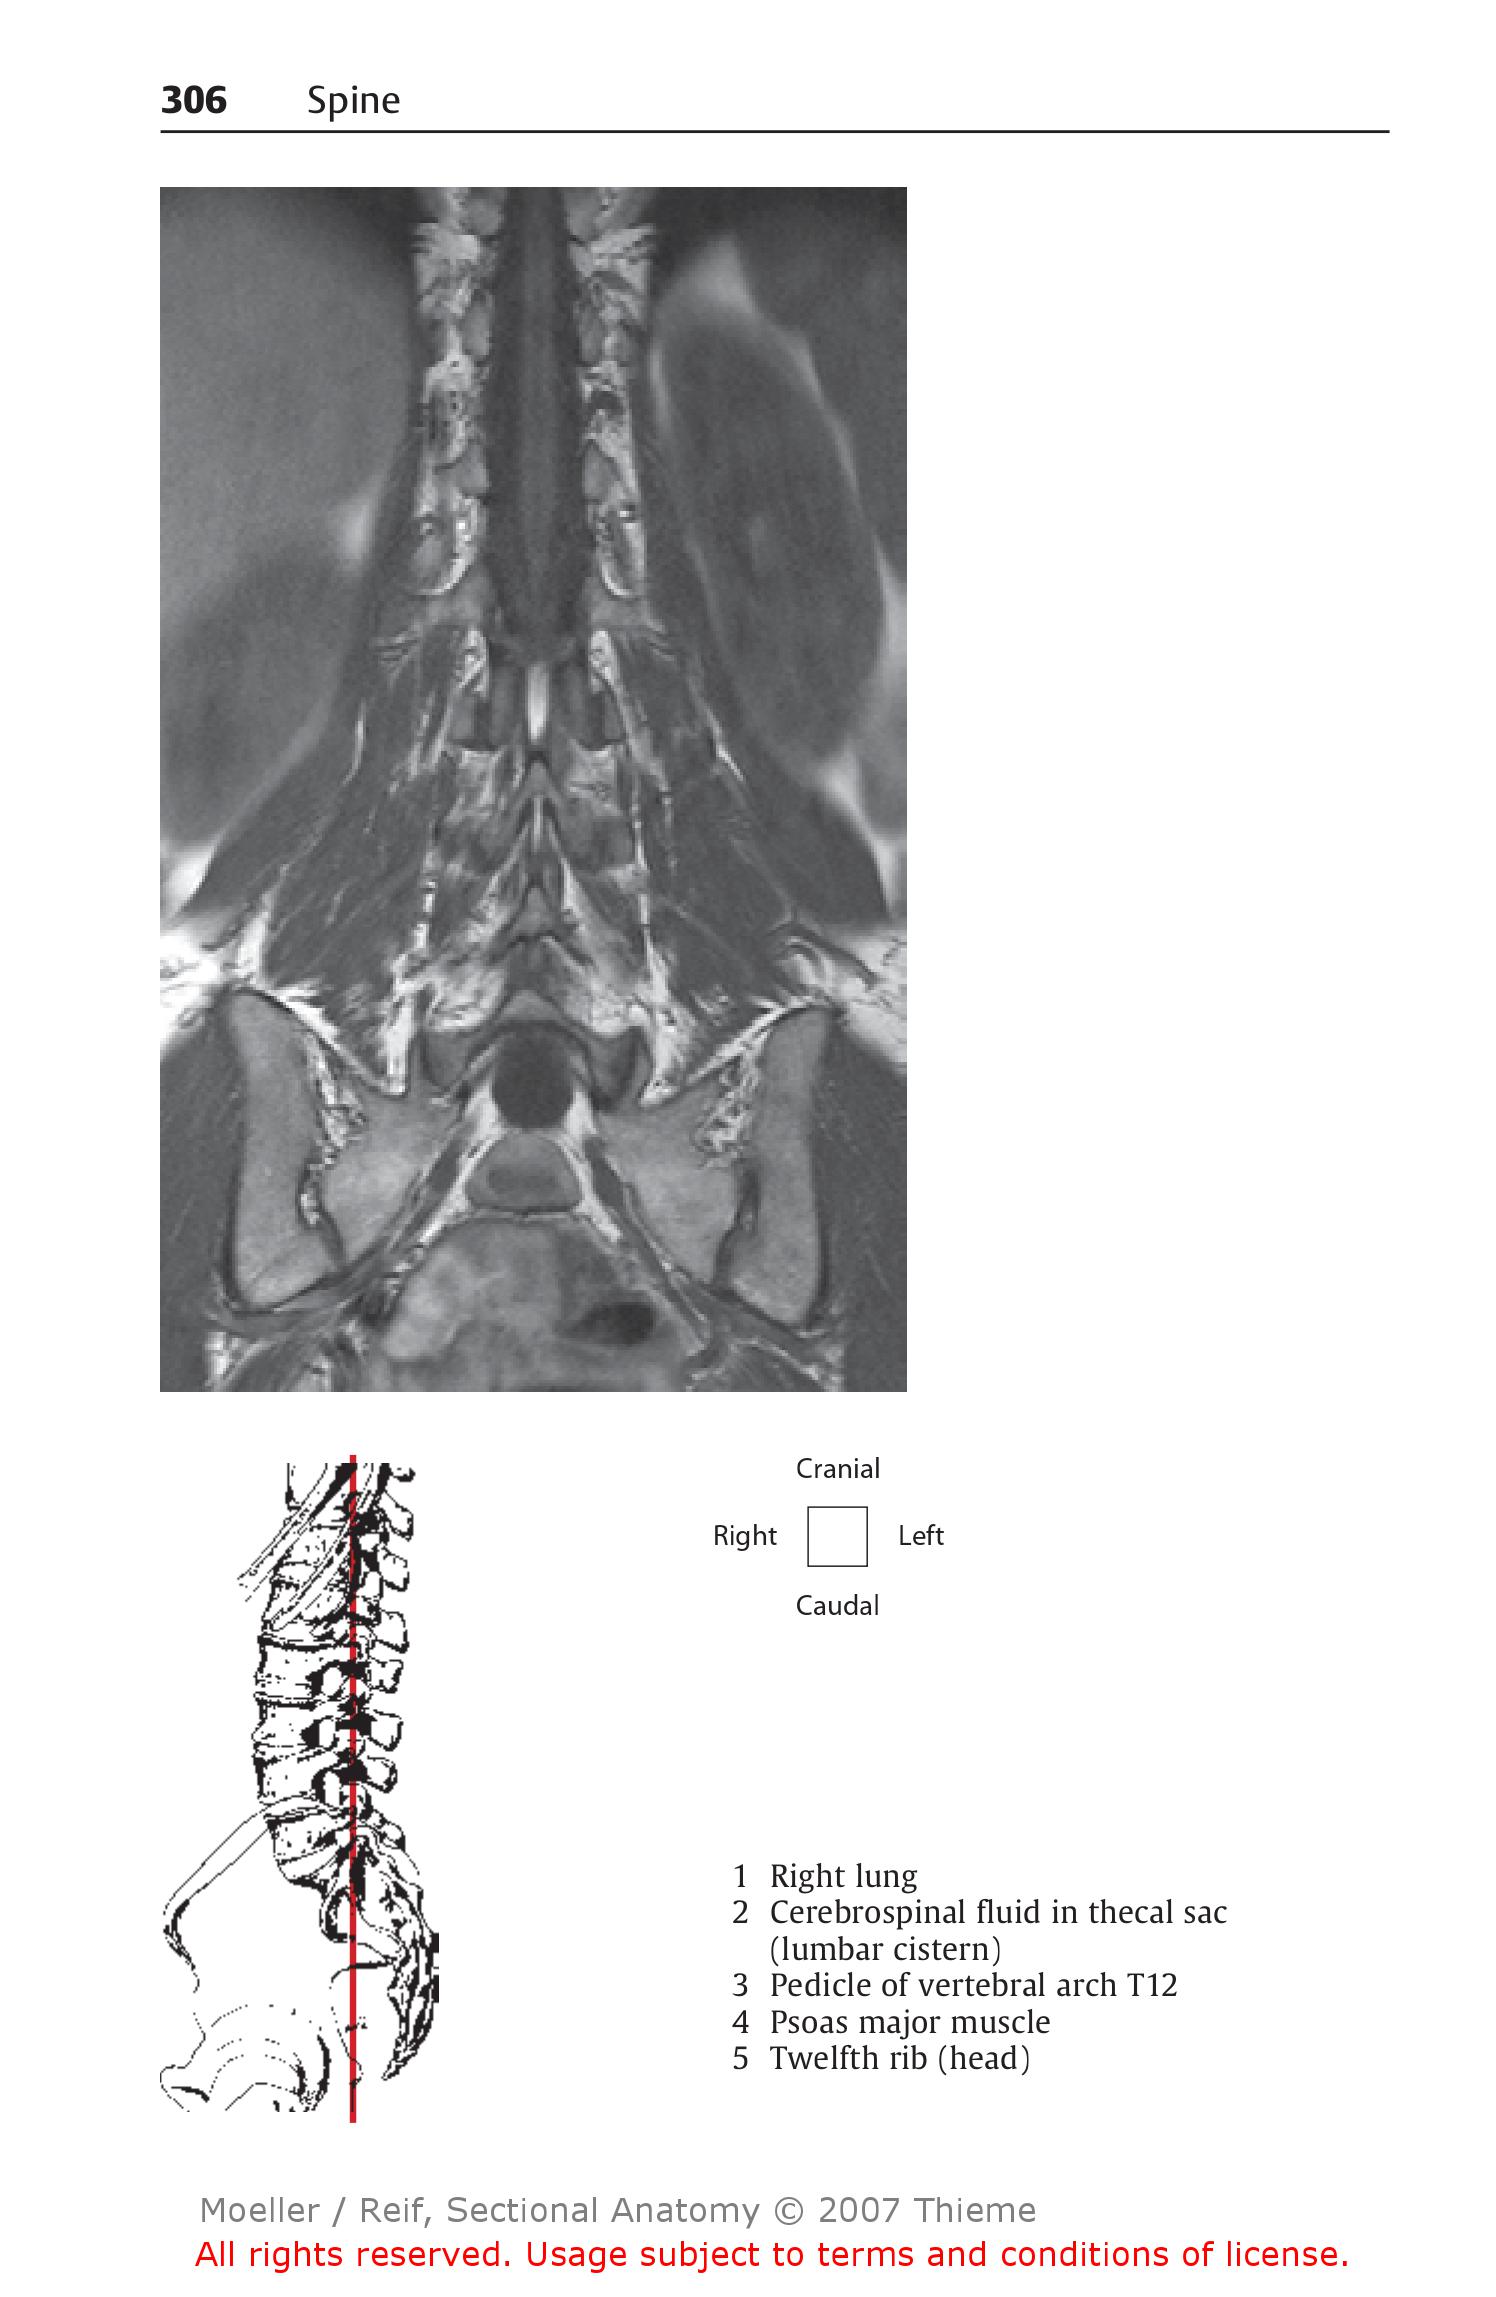 306 Spine
Cranial
Right Left
Caudal
1 Right lung
2 Cerebrospinal fluid in thecal sac
(lumbar cistern)
3 Pedicle of vertebral arch T12
4 Psoas major muscle
5 Twelfth rib (head)
Moeller / Reif, Sectional Anatomy © 2007 Thieme
All rights reserved. Usage subject to terms and conditions of license.